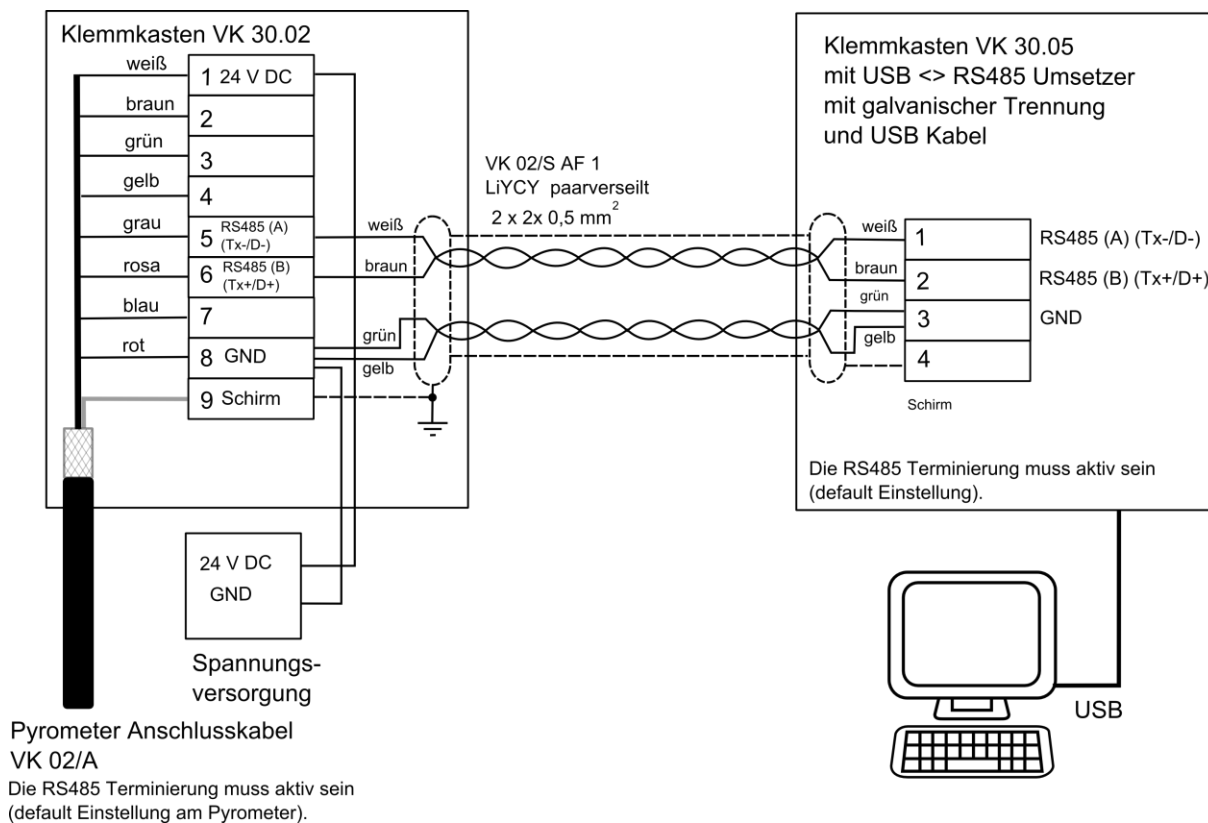 Klemmkasten VK 30.02
weiß
braun
grün
gelb
grau
rosa
blau
rot
1 24 V DC
2
3
4
5 RS485 (A)
(Tx-/D-)
6 RS485 (B)
(Tx+/D+)
7
8 GND
9 Schirm
weiß
braun
grün
gelb
VK 02/S AF 1
LiYCY paarverseilt
2 x 2x 0,5 mm²
Klemmkasten VK 30.05
mit USB <> RS485 Umsetzer
mit galvanischer Trennung
und USB Kabel
weiß
braun
grün
gelb
1
2
3
4
RS485 (A) (Tx-/D-)
RS485 (B) (Tx+/D+)
GND
Schirm
Die RS485 Terminierung muss aktiv sein
(default Einstellung).
24 V DC
GND
Spannungs-
versorgung
USB
Pyrometer Anschlusskabel
VK 02/A
Die RS485 Terminierung muss aktiv sein
(default Einstellung am Pyrometer).